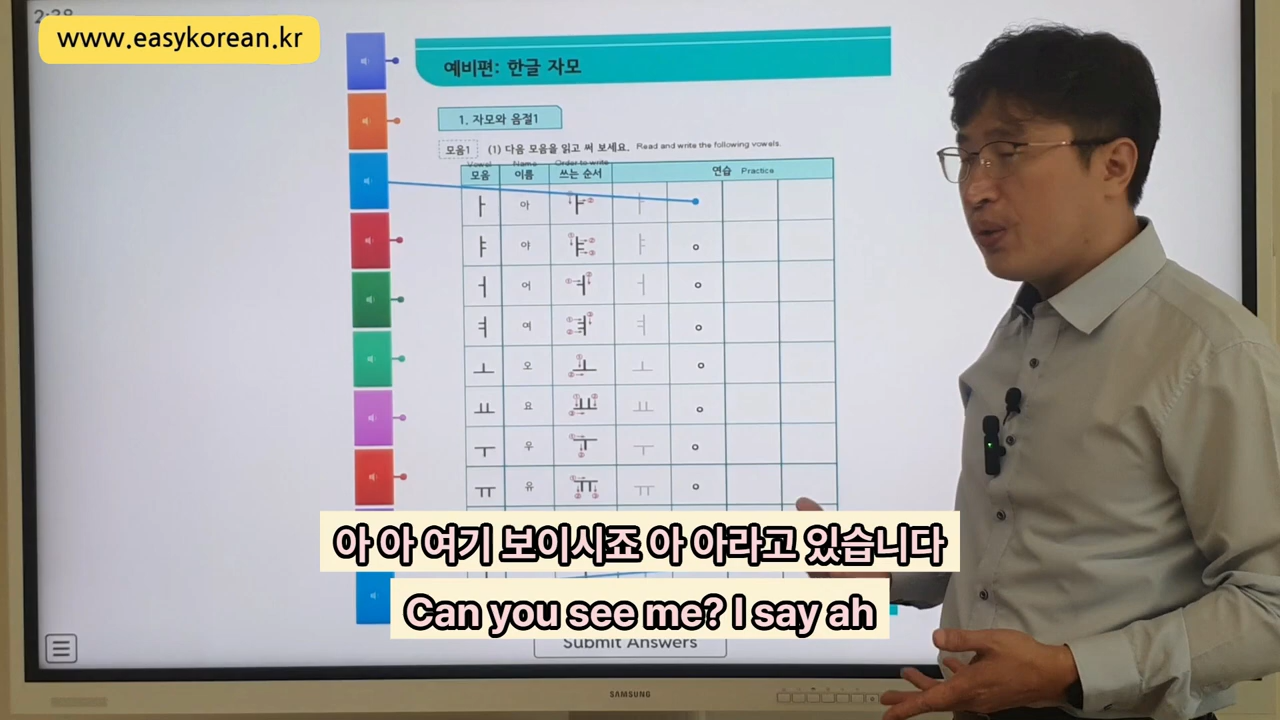 2:38
www.easykorean.kr
예비편: 한글 자모
1. 자모와 음절1
모음1 (1) 다음 모음을 읽고 써 보세요. Read and write the following vowels.
Vowel Name Order to write
모음 이름 쓰는 순서 연습 Practice
ㅏ 아 ㅏ ㅏ
ㅑ 야 ㅑ ㅑ
ㅓ 어 ㅓ ㅓ
ㅕ 여 ㅕ ㅕ
ㅗ 오 ㅗ ㅗ
ㅛ 요 ㅛ ㅛ
ㅜ 우 ㅜ ㅜ
ㅠ 유 ㅠ ㅠ
아 아 여기 보이시죠 아 아라고 있습니다
Can you see me? I say ah
Submit Answers
SAMSUNG